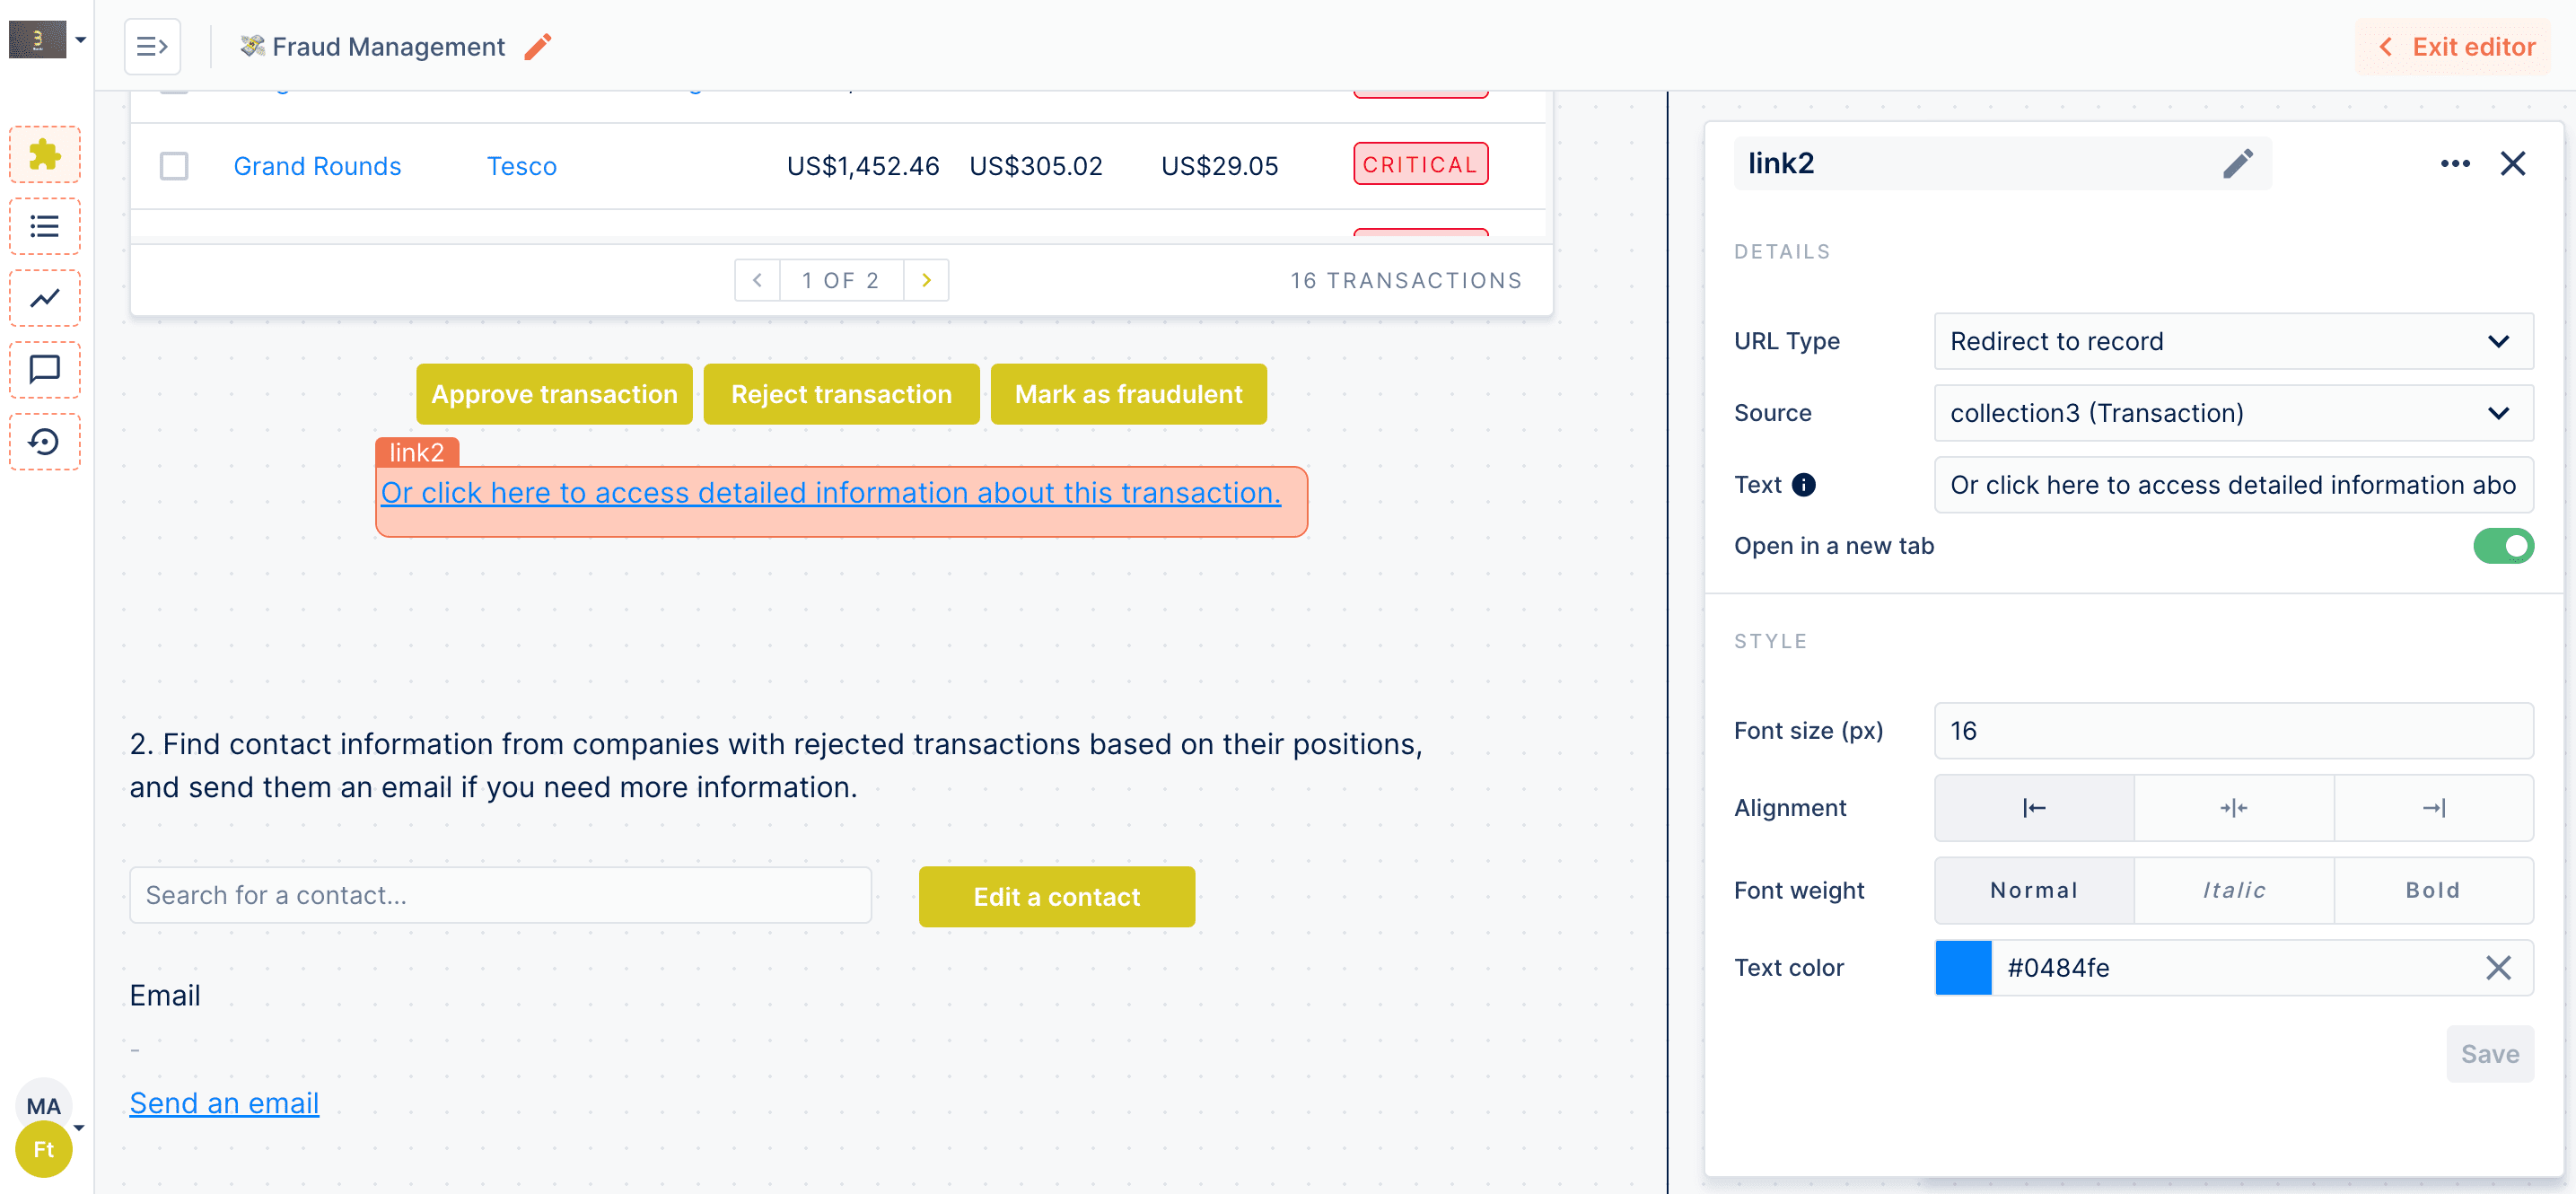 3
💸 Fraud Management
Exit editor
Grand Rounds Tesco US$1,452.46 US$305.02 US$29.05 CRITICAL
1 OF 2
16 TRANSACTIONS
Approve transaction Reject transaction Mark as fraudulent
link2
Or click here to access detailed information about this transaction.
2. Find contact information from companies with rejected transactions based on their positions,
and send them an email if you need more information.
Search for a contact...
Edit a contact
Email
-
Send an email
MA
Ft
link2
DETAILS
URL Type Redirect to record
Source collection3 (Transaction)
Text Or click here to access detailed information abo
Open in a new tab
STYLE
Font size (px) 16
Alignment
Font weight Normal Italic Bold
Text color #0484fe
Save